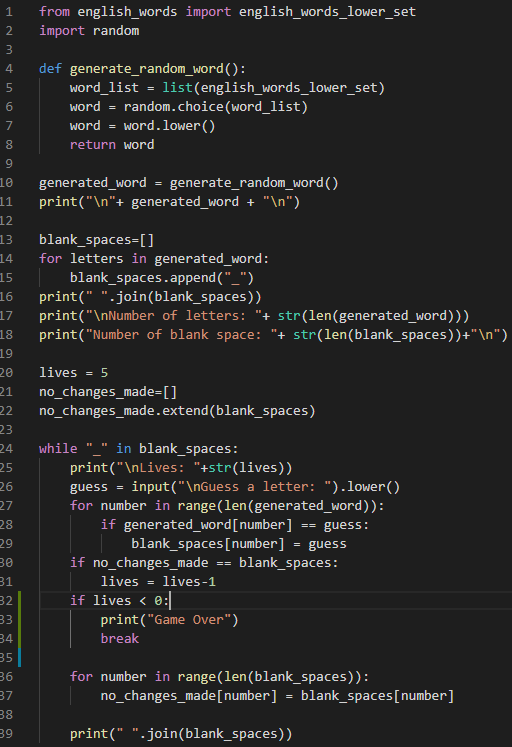 1 from english_words import english_words_lower_set
2 import random
3
4 def generate_random_word():
5     word_list = list(english_words_lower_set)
6     word = random.choice(word_list)
7     word = word.lower()
8     return word
9
10 generated_word = generate_random_word()
11 print("\n"+ generated_word + "\n")
12
13 blank_spaces=[]
14 for letters in generated_word:
15     blank_spaces.append("_")
16 print(" ".join(blank_spaces))
17 print("\nNumber of letters: "+ str(len(generated_word)))
18 print("Number of blank space: "+ str(len(blank_spaces))+"\n")
19
20 lives = 5
21 no_changes_made=[]
22 no_changes_made.extend(blank_spaces)
23
24 while "_" in blank_spaces:
25     print("\nLives: "+str(lives))
26     guess = input("\nGuess a letter: ").lower()
27     for number in range(len(generated_word)):
28         if generated_word[number] == guess:
29             blank_spaces[number] = guess
30     if no_changes_made == blank_spaces:
31         lives = lives-1
32     if lives < 0:
33         print("Game Over")
34         break
35
36     for number in range(len(blank_spaces)):
37         no_changes_made[number] = blank_spaces[number]
38
39     print(" ".join(blank_spaces))